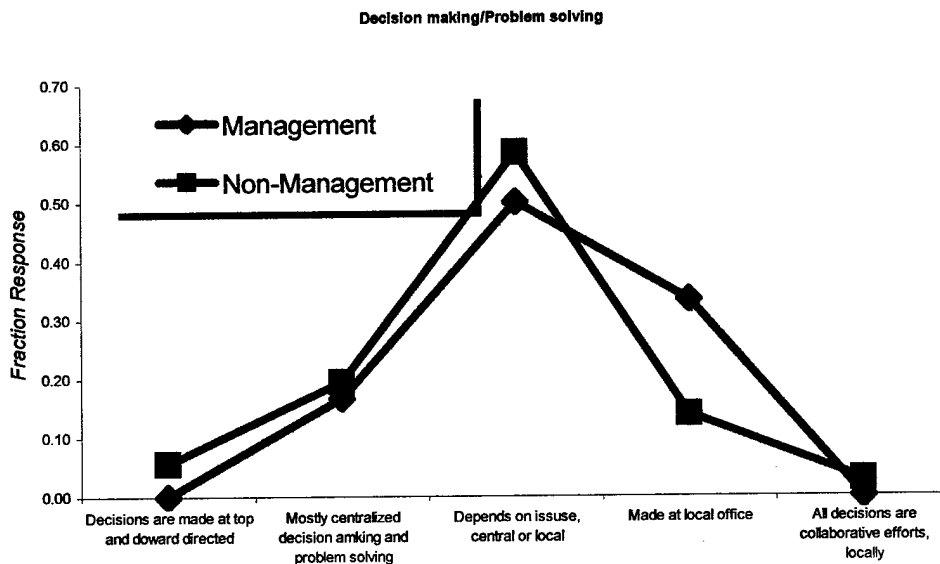 Decision making/Problem solving
0.70
0.60
0.50
0.40
0.30
0.20
0.10
0.00
Fraction Response
Management
Non-Management
Decisions are made at top
and doward directed
Mostly centralized
decision amking and
problem solving
Depends on issuse,
central or local
Made at local office
All decisions are
collaborative efforts,
locally